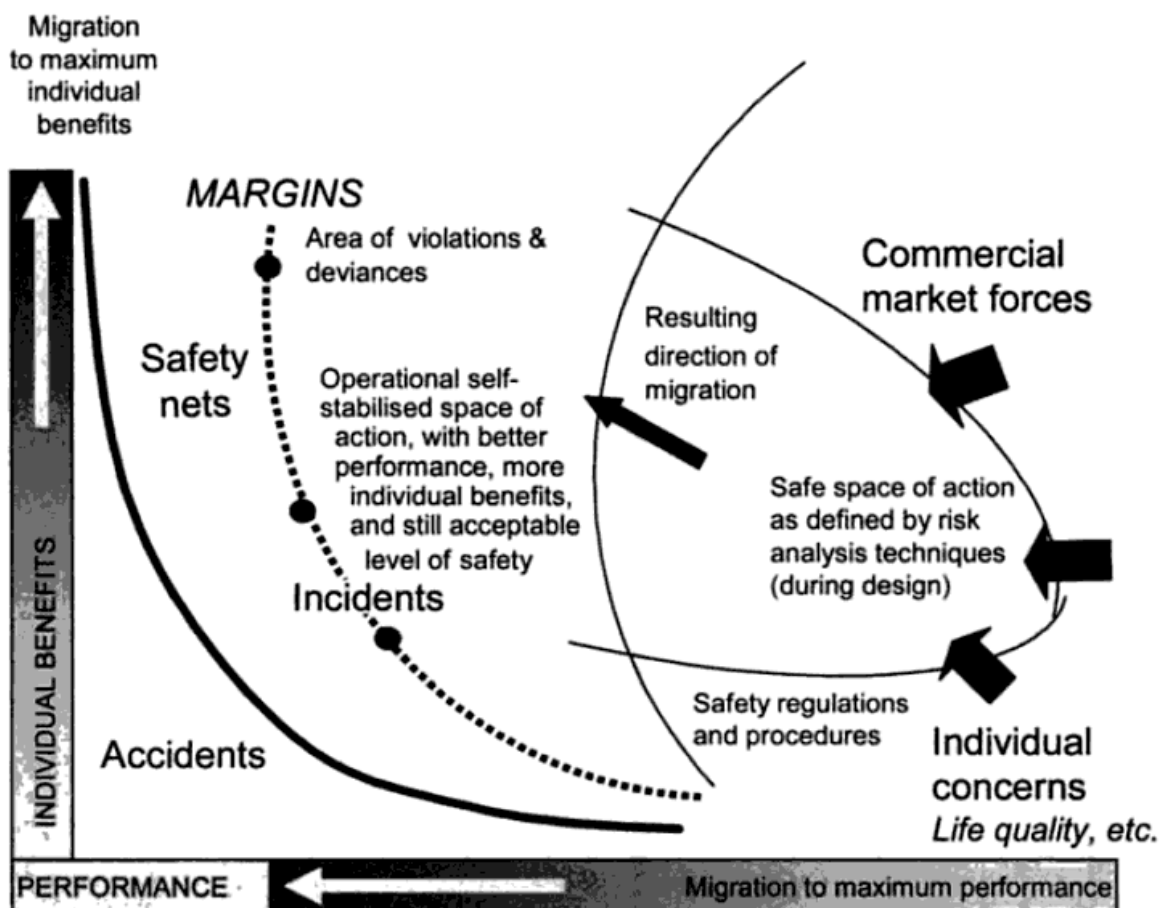 Migration
to maximum
individual
benefits
MARGINS
Area of violations &
deviances
Safety
nets
Operational self-
stabilised space of
action, with better
performance, more
individual benefits,
and still acceptable
level of safety
Incidents
Accidents
Resulting
direction of
migration
Commercial
market forces
Safe space of action
as defined by risk
analysis techniques
(during design)
Safety regulations
and procedures
Individual
concerns
Life quality, etc.
INDIVIDUAL BENEFITS
PERFORMANCE
Migration to maximum performance